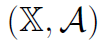 (𝕏, 𝒜)